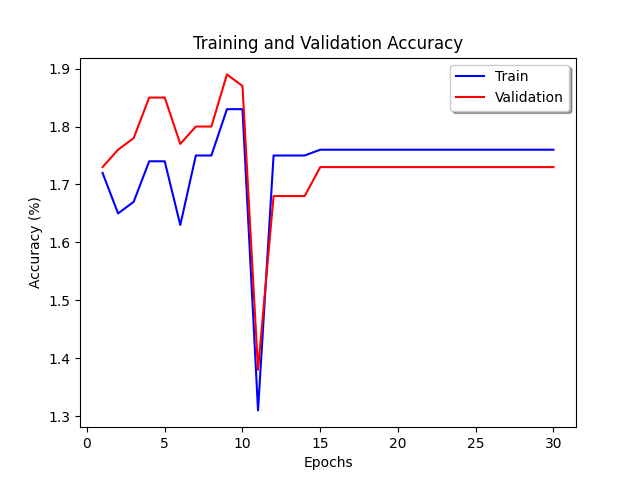 Training and Validation Accuracy
Train
Validation
Accuracy (%)
1.9
1.8
1.7
1.6
1.5
1.4
1.3
0 5 10 15 20 25 30
Epochs